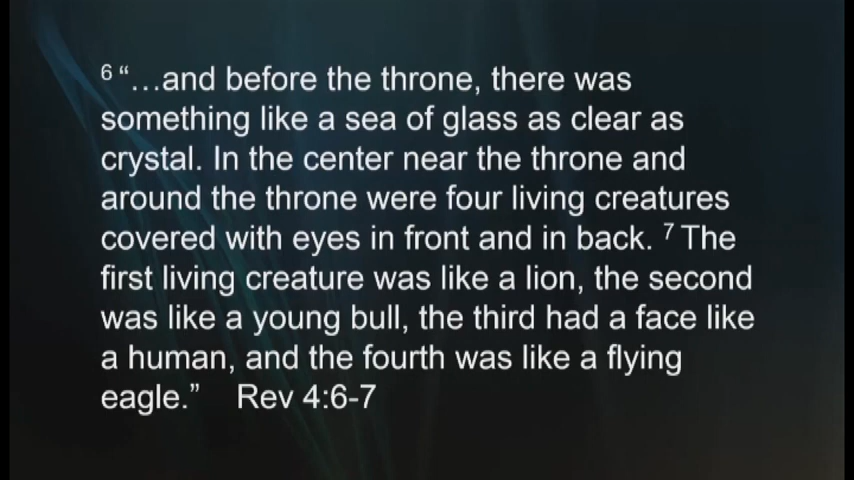 6 “…and before the throne, there was
something like a sea of glass as clear as
crystal. In the center near the throne and
around the throne were four living creatures
covered with eyes in front and in back. 7 The
first living creature was like a lion, the second
was like a young bull, the third had a face like
a human, and the fourth was like a flying
eagle.” Rev 4:6-7